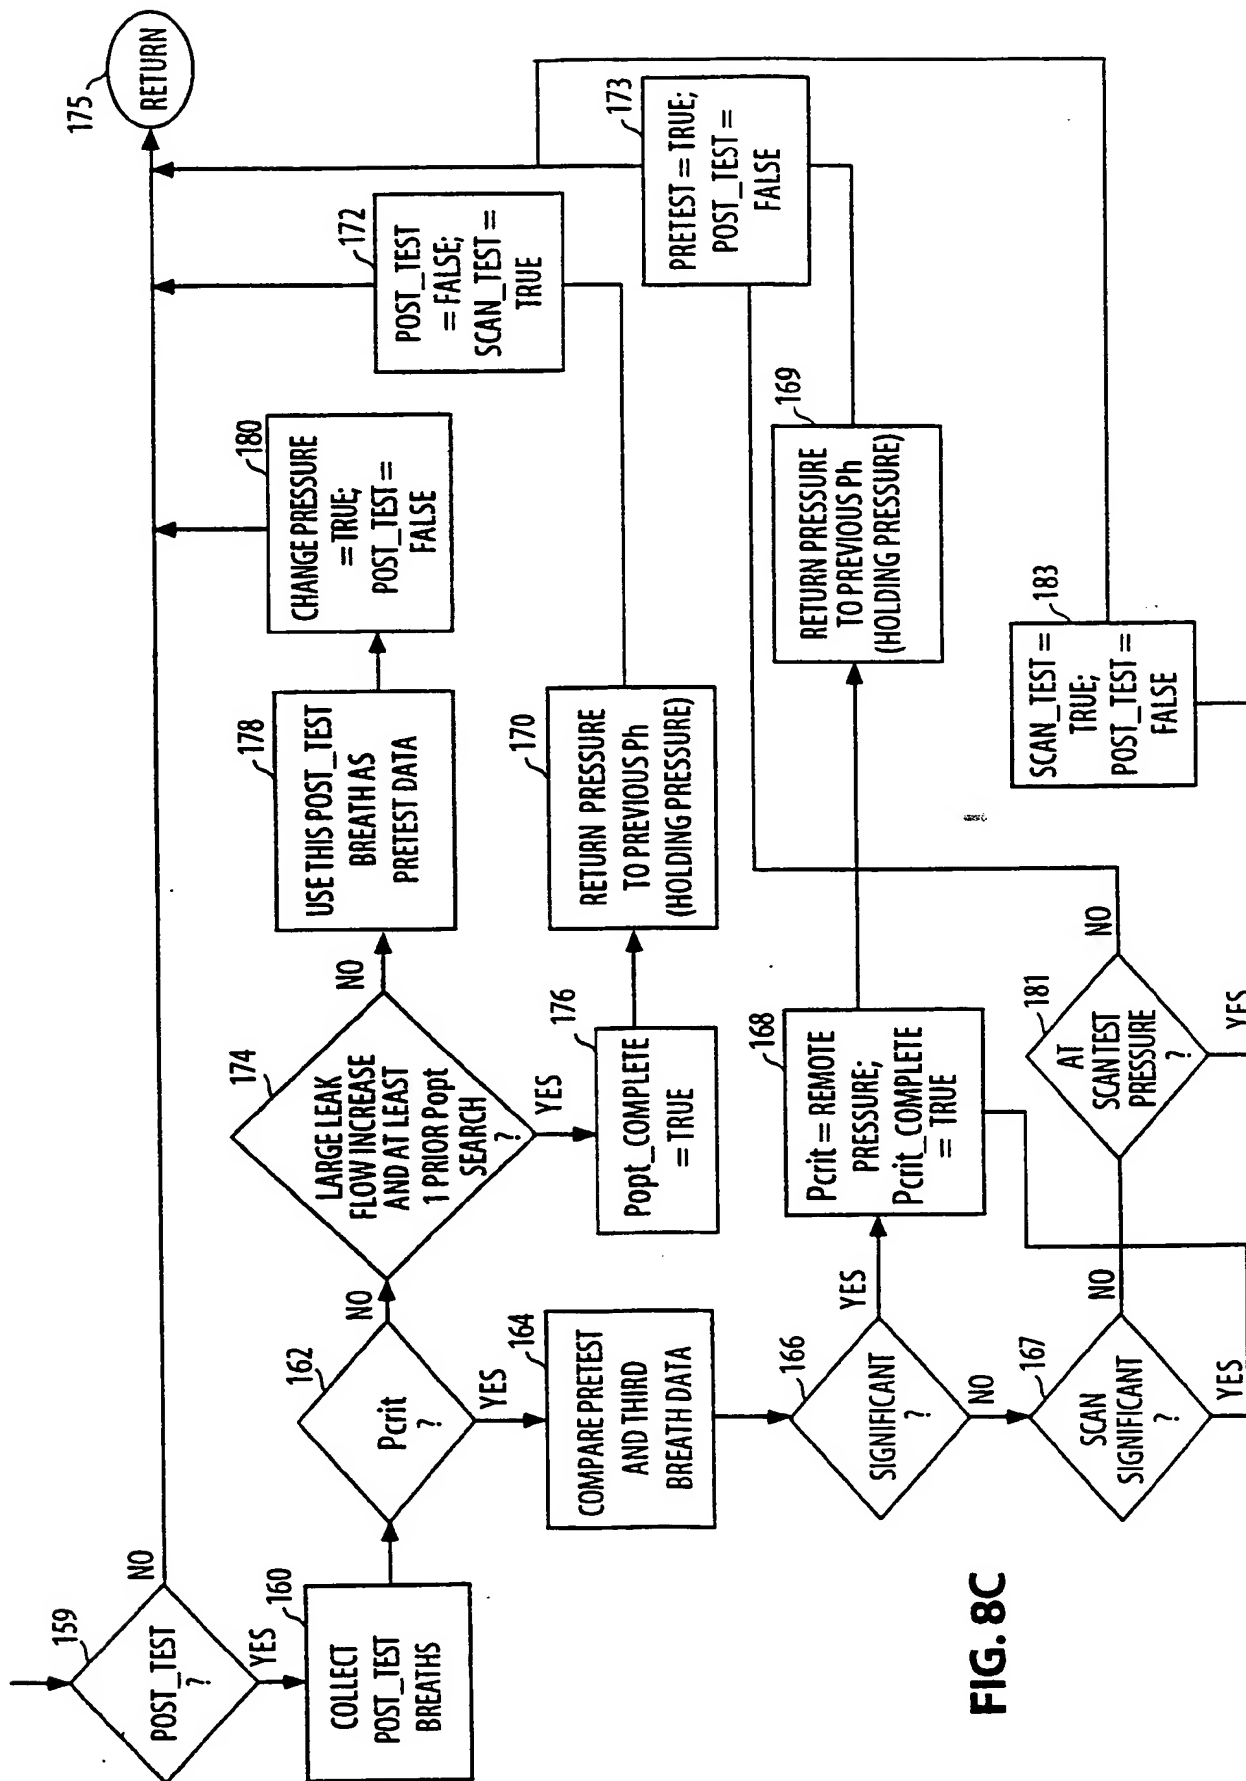 159
POST_TEST
?
NO
YES
175
RETURN
160
COLLECT
POST_TEST
BREATHS
162
Pcrit
?
NO
YES
174
LARGE LEAK
FLOW INCREASE
AND AT LEAST
1 PRIOR Popt
SEARCH
?
NO
YES
178
USE THIS POST_TEST
BREATH AS
PRETEST DATA
180
CHANGE PRESSURE
=TRUE;
POST_TEST=
FALSE
176
Popt_COMPLETE
=TRUE
170
RETURN PRESSURE
TO PREVIOUS Ph
(HOLDING PRESSURE)
172
POST_TEST
= FALSE;
SCAN_TEST=
TRUE
164
COMPARE PRETEST
AND THIRD
BREATH DATA
166
SIGNIFICANT
?
YES
NO
168
Pcrit = REMOTE
PRESSURE;
Pcrit_COMPLETE
= TRUE
169
RETURN PRESSURE
TO PREVIOUS Ph
(HOLDING PRESSURE)
173
PRETEST = TRUE;
POST_TEST=
FALSE
167
SCAN
SIGNIFICANT
?
NO
YES
181
AT
SCAN TEST
PRESSURE
?
NO
YES
183
SCAN_TEST =
TRUE;
POST_TEST=
FALSE
FIG. 8C